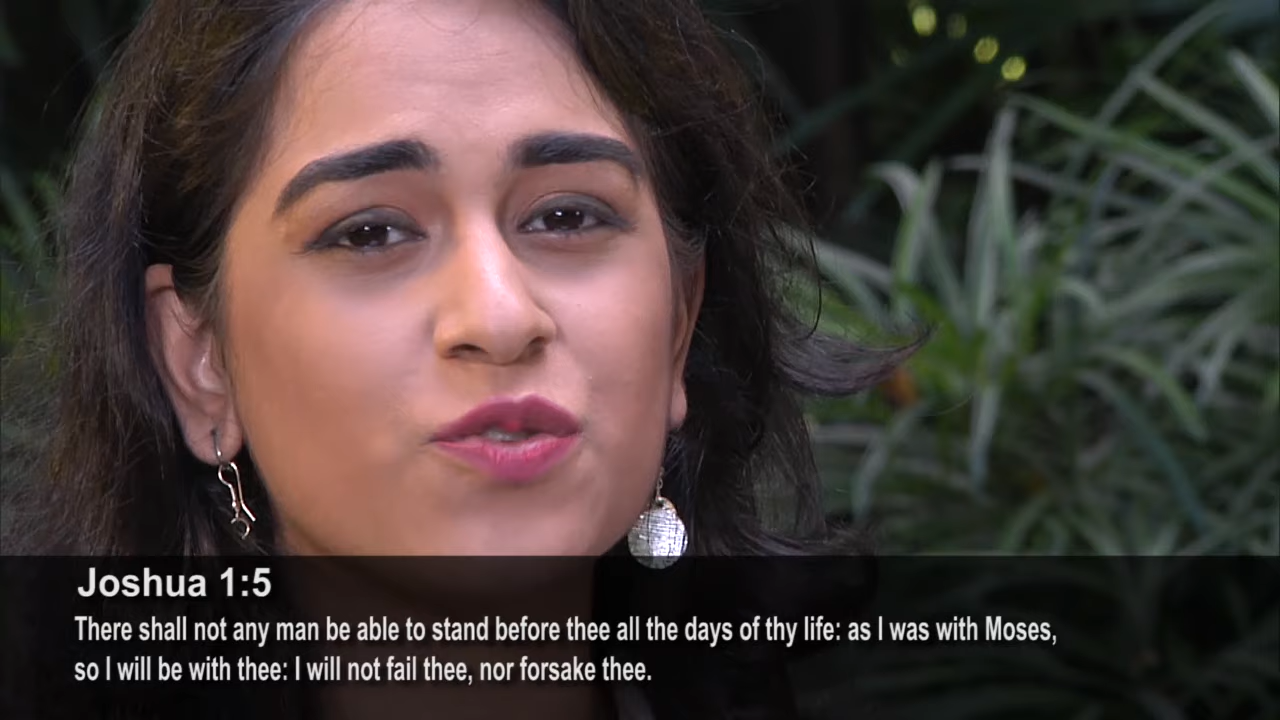 Joshua 1:5
There shall not any man be able to stand before thee all the days of thy life: as I was with Moses,
so I will be with thee: I will not fail thee, nor forsake thee.